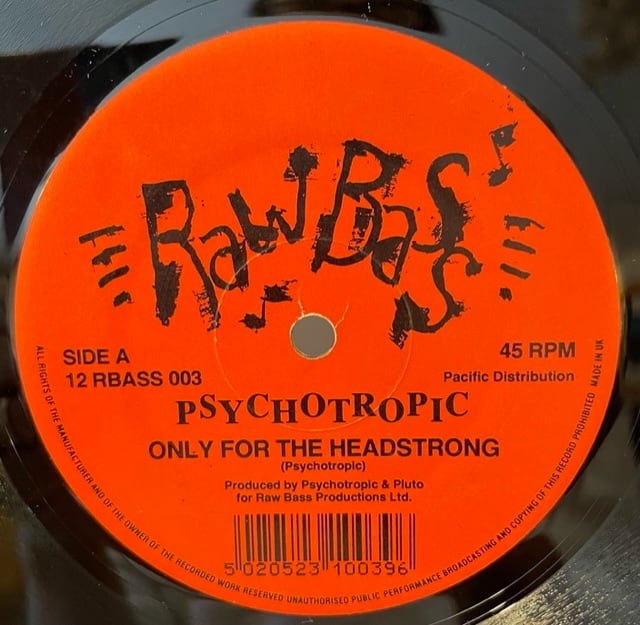 Raw Bass
SIDE A
12 RBASS 003
45 RPM
Pacific Distribution
PSYCHOTROPIC
ONLY FOR THE HEADSTRONG
(Psychotropic)
Produced by Psychotropic & Pluto
for Raw Bass Productions Ltd.
5 020523 100396
ALL RIGHTS OF THE MANUFACTURER AND OF THE OWNER OF THE RECORDED WORK RESERVED UNAUTHORISED PUBLIC PERFORMANCE BROADCASTING AND COPYING OF THIS RECORD PROHIBITED MADE IN UK